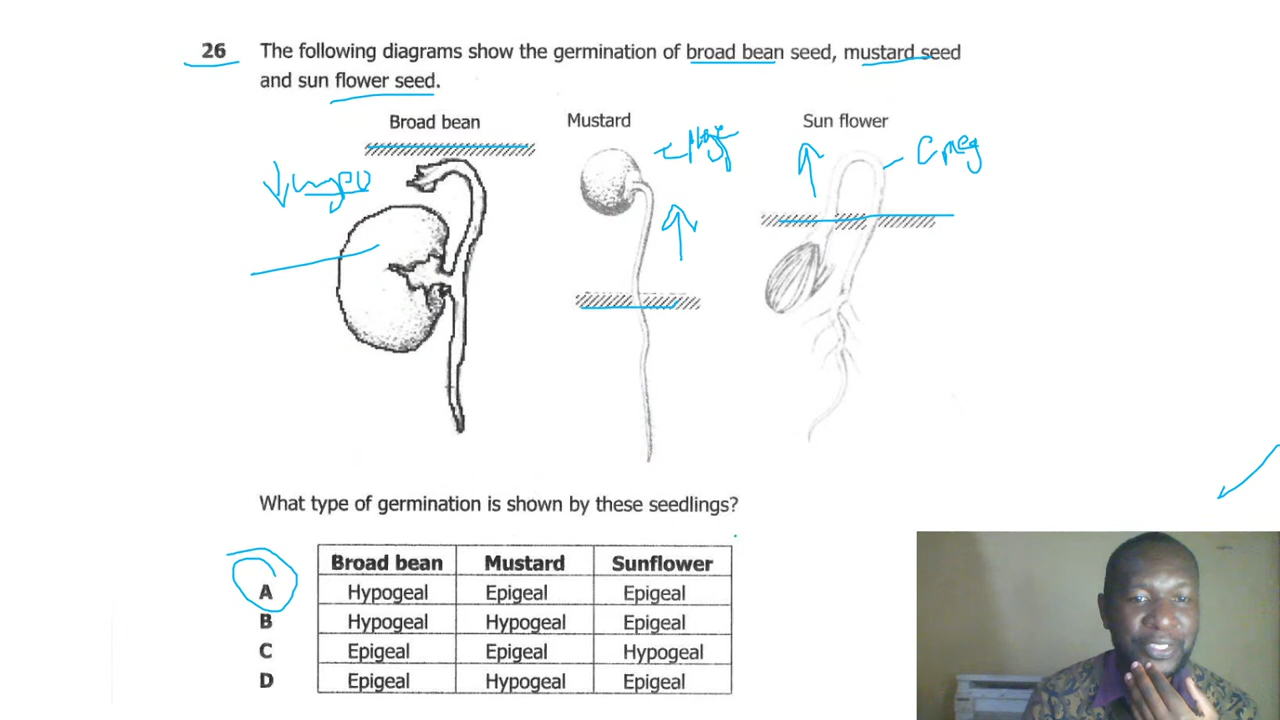 26 The following diagrams show the germination of broad bean seed, mustard seed
and sun flower seed.
Broad bean Mustard Sun flower
What type of germination is shown by these seedlings?
Broad bean Mustard Sunflower
A Hypogeal Epigeal Epigeal
B Hypogeal Hypogeal Epigeal
C Epigeal Epigeal Hypogeal
D Epigeal Hypogeal Epigeal